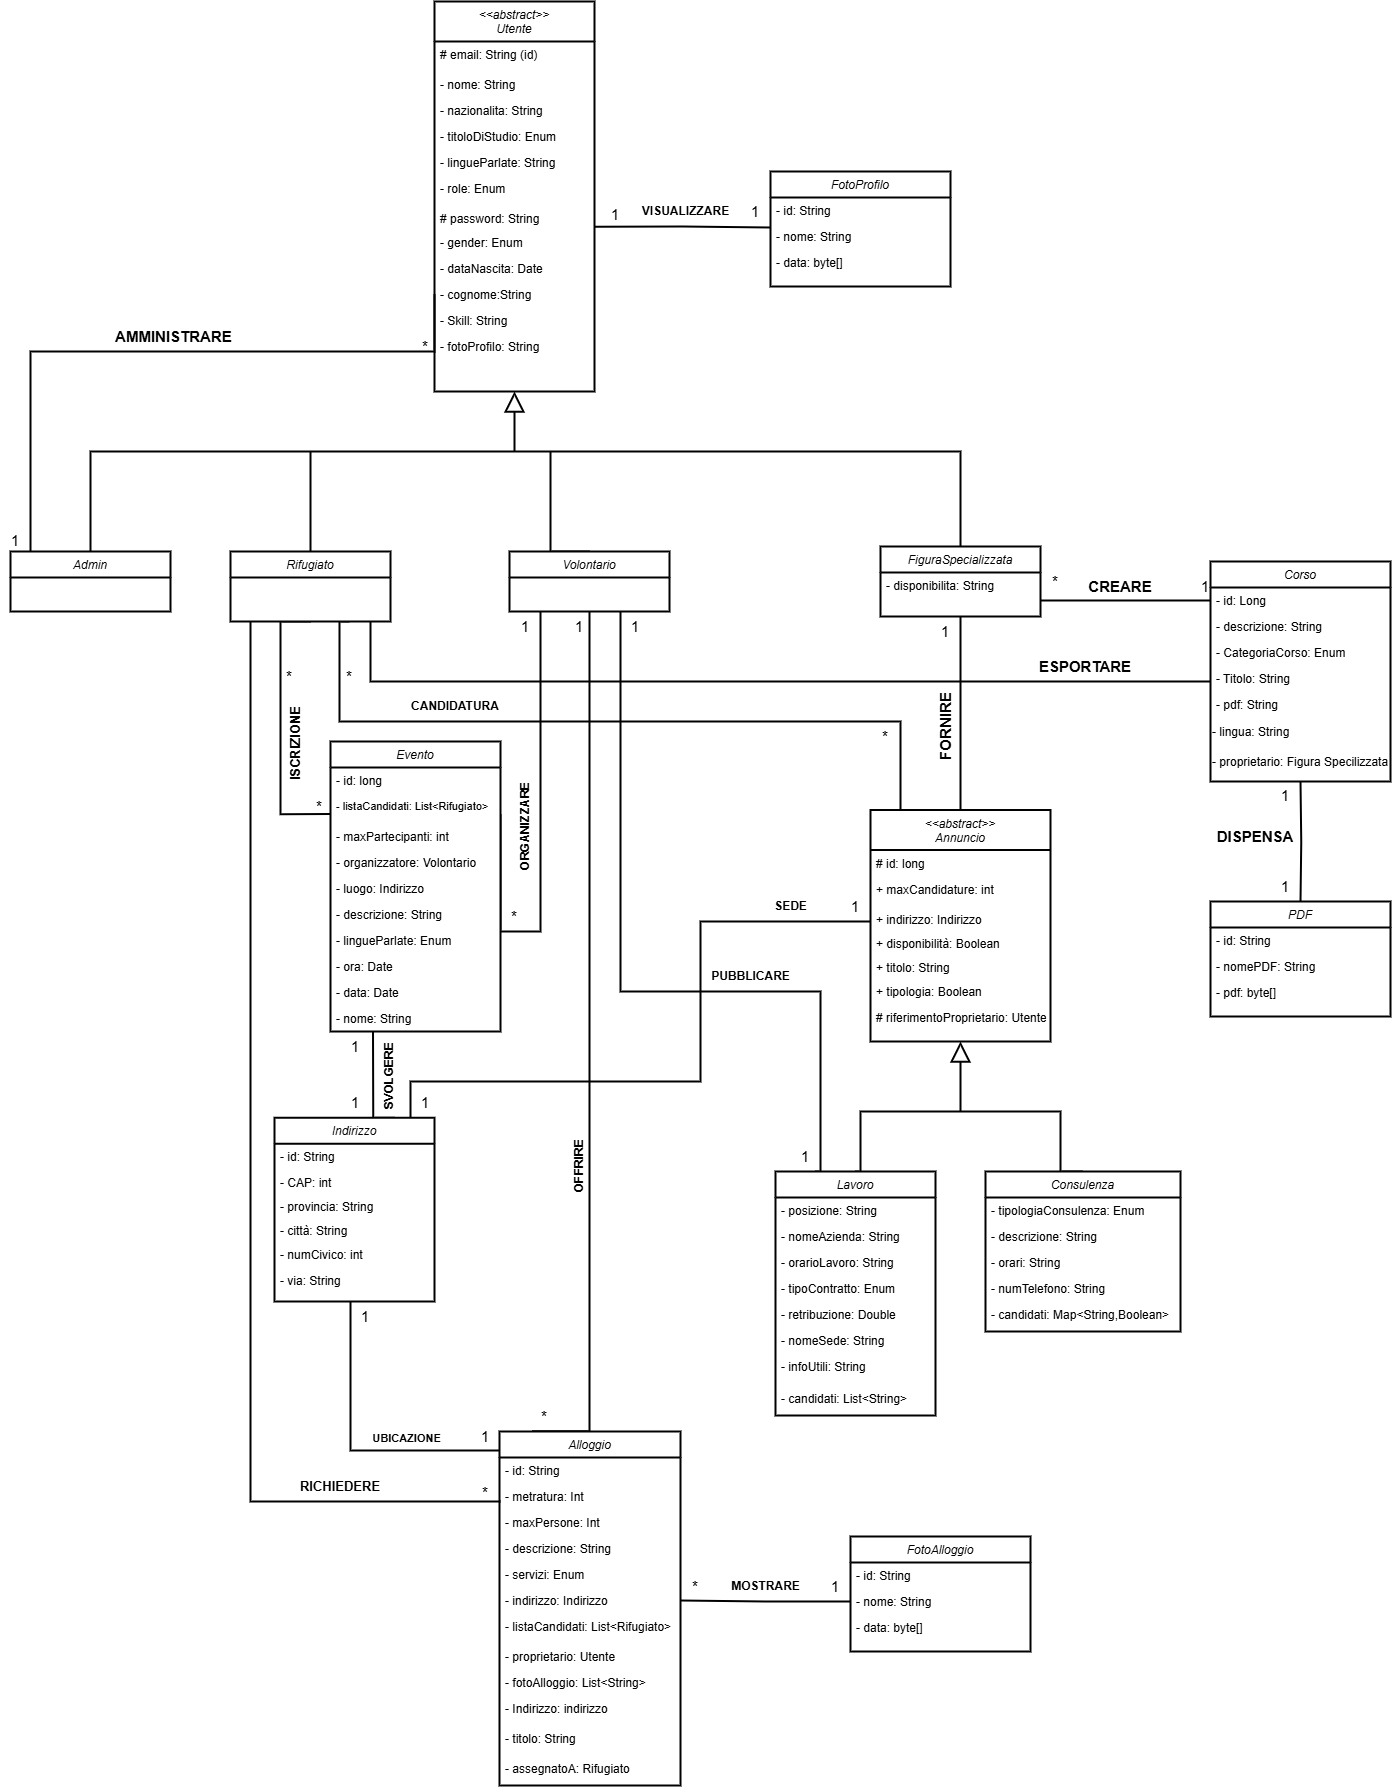 <<abstract>>
Utente
# email: String (id)
- nome: String
- nazionalita: String
- titoloDiStudio: Enum
- lingueParlate: String
- role: Enum
# password: String
- gender: Enum
- dataNascita: Date
- cognome:String
- Skill: String
- fotoProfilo: String
1
VISUALIZZARE
1
FotoProfilo
- id: String
- nome: String
- data: byte[]
AMMINISTRARE
*
1
Admin
Rifugiato
Volontario
FiguraSpecializzata
- disponibilita: String
*
CREARE
1
Corso
- id: Long
- descrizione: String
- CategoriaCorso: Enum
- Titolo: String
- pdf: String
- lingua: String
- proprietario: Figura Specilizzata
1
1
1
1
ESPORTARE
*
*
CANDIDATURA
*
ISCRIZIONE
*
FORNIRE
ORGANIZZARE
*
Evento
- id: long
- listaCandidati: List<Rifugiato>
- maxPartecipanti: int
- organizzatore: Volontario
- luogo: Indirizzo
- descrizione: String
- lingueParlate: Enum
- ora: Date
- data: Date
- nome: String
<<abstract>>
Annuncio
# id: long
+ maxCandidature: int
+ indirizzo: Indirizzo
+ disponibilità: Boolean
+ titolo: String
+ tipologia: Boolean
# riferimentoProprietario: Utente
1
DISPENSA
1
PDF
- id: String
- nomePDF: String
- pdf: byte[]
SEDE
1
PUBBLICARE
1
1
SVOLGERE
1
1
Indirizzo
- id: String
- CAP: int
- provincia: String
- città: String
- numCivico: int
- via: String
OFFRIRE
*
Lavoro
- posizione: String
- nomeAzienda: String
- orarioLavoro: String
- tipoContratto: Enum
- retribuzione: Double
- nomeSede: String
- infoUtili: String
- candidati: List<String>
Consulenza
- tipologiaConsulenza: Enum
- descrizione: String
- orari: String
- numTelefono: String
- candidati: Map<String,Boolean>
1
UBICAZIONE
1
RICHIEDERE
*
Alloggio
- id: String
- metratura: Int
- maxPersone: Int
- descrizione: String
- servizi: Enum
- indirizzo: Indirizzo
- listaCandidati: List<Rifugiato>
- proprietario: Utente
- fotoAlloggio: List<String>
- Indirizzo: indirizzo
- titolo: String
- assegnatoA: Rifugiato
*
MOSTRARE
1
FotoAlloggio
- id: String
- nome: String
- data: byte[]